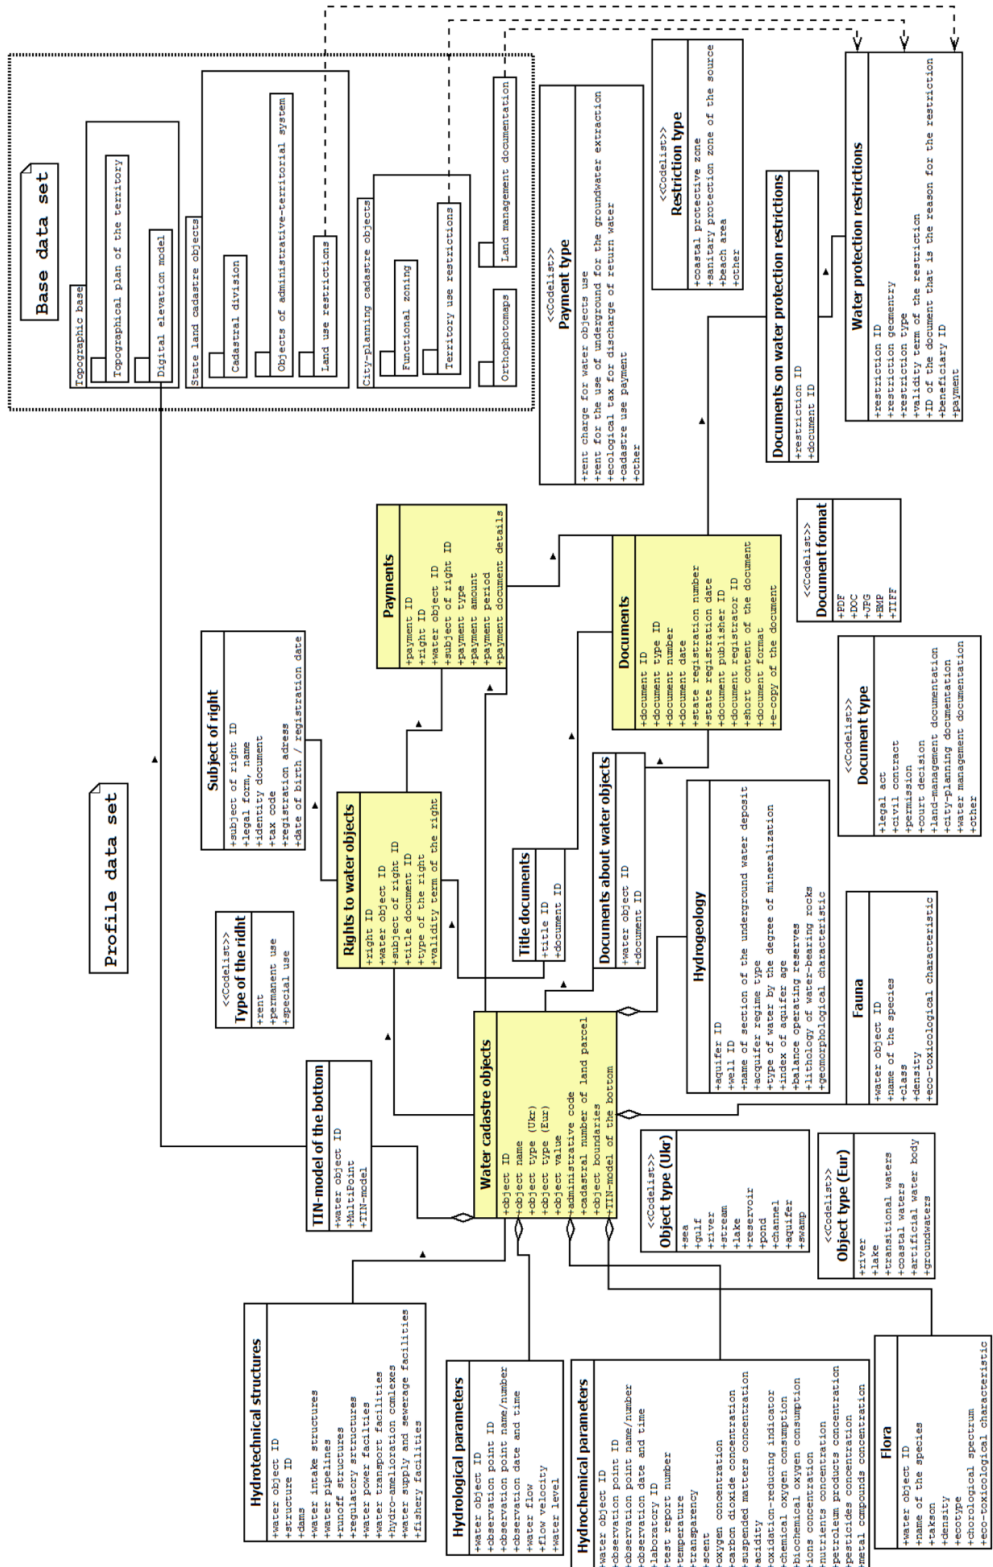 Base data set
Topographic base
Topographical plan of the territory
Digital elevation model
State land cadastre objects
Cadastral division
Objects of administrative-territorial system
Land use restrictions
City-planning cadastre objects
Functional zoning
Territory use restrictions
Orthophotomaps
Land management documentation
Profile data set
<<Codelist>>
Payment type
+rent charge for water objects use
+rent for the use of underground for the groundwater extraction
+ecological tax for discharge of return water
+cadastre use payment
+other
<<Codelist>>
Restriction type
+coastal protective zone
+sanitary protection zone of the source
+beach area
+other
Documents on water protection restrictions
+restriction ID
+document ID
Water protection restrictions
+restriction ID
+restriction geometry
+restriction type
+validity term of the restriction
+ID of the document that is the reason for the restriction
+beneficiary ID
+payment
Subject of right
+subject of right ID
+legal form, name
+identity document
+tax code
+registration adress
+date of birth / registration date
Payments
+payment ID
+right ID
+water object ID
+subject of right ID
+payment type
+payment amount
+payment period
+payment document details
Documents
+document ID
+document type ID
+document number
+document date
+state registration number
+state registration date
+document publisher ID
+document registrator ID
+short content of the document
+document format
+e-copy of the document
<<Codelist>>
Document format
+PDF
+DOC
+JPG
+BMP
+TIFF
<<Codelist>>
Type of the ridht
+rent
+permanent use
+special use
Rights to water objects
+right ID
+water object ID
+subject of right ID
+title document ID
+type of the right
+validity term of the right
Title documents
+title ID
+document ID
Documents about water objects
+water object ID
+document ID
Hydrogeology
+aquifer ID
+well ID
+name of section of the underground water deposit
+acquifer regime type
+type of water by the degree of mineralization
+index of aquifer age
+balance operating reserves
+lithology of water-bearing rocks
+geomorphological characteristic
<<Codelist>>
Document type
+legal act
+civil contract
+permission
+court decision
+land-management documentation
+city-planning documentation
+water management documentation
+other
TIN-model of the bottom
+water object ID
+MultiPoint
+TIN-model
Water cadastre objects
+object ID
+object name
+object type (Ukr)
+object type (Eur)
+object value
+administrative code
+cadastral number of land parcel
+object boundaries
+TIN-model of the bottom
Fauna
+water object ID
+name of the species
+class
+density
+eco-toxicological characteristic
<<Codelist>>
Object type (Ukr)
+sea
+gulf
+river
+stream
+lake
+reservoir
+pond
+channel
+aquifer
+swamp
<<Codelist>>
Object type (Eur)
+river
+lake
+transitional waters
+coastal waters
+artificial water body
+groundwaters
Hydrotechnical structures
+water object ID
+structure ID
+dams
+water intake structures
+water pipelines
+runoff structures
+regulatory srtuctures
+water power facilties
+water transport facilities
+hydro-ameliorcation comlexes
+water supply and sewerage facilities
+fishery facilities
Hydrological parameters
+water object ID
+observation point ID
+observation point name/number
+observation date and time
+water flow
+flow velocity
+water level
Hydrochemical parameters
+water object ID
+observation point ID
+observation point name/number
+observation date and time
+laboratory ID
+test report number
+temperature
+transparency
+scent
+oxygen concentration
+carbon dioxide concentration
+suspended matters concentration
+acidity
+oxidation-reducing indicator
+chemical oxygen consumption
+biochemical oxygen consumption
+ions concentration
+nutrients concentration
+petroleum products concentration
+pesticides concentration
+metal compounds concentration
Flora
+water object ID
+name of the species
+takson
+density
+ecotype
+chorological spectrum
+eco-toxicological characteristic